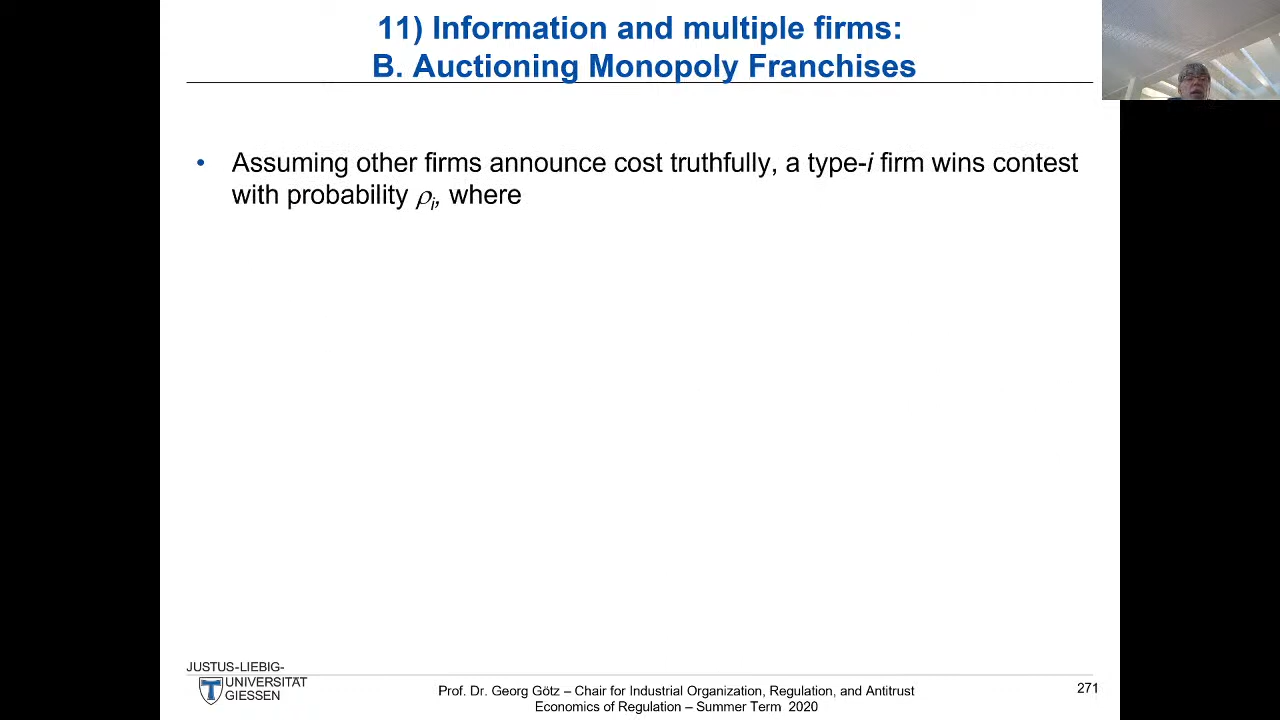 11) Information and multiple firms:
B. Auctioning Monopoly Franchises
• Assuming other firms announce cost truthfully, a type-i firm wins contest
with probability ρi, where
JUSTUS-LIEBIG-
UNIVERSITÄT
GIESSEN
Prof. Dr. Georg Götz – Chair for Industrial Organization, Regulation, and Antitrust
Economics of Regulation – Summer Term 2020
271